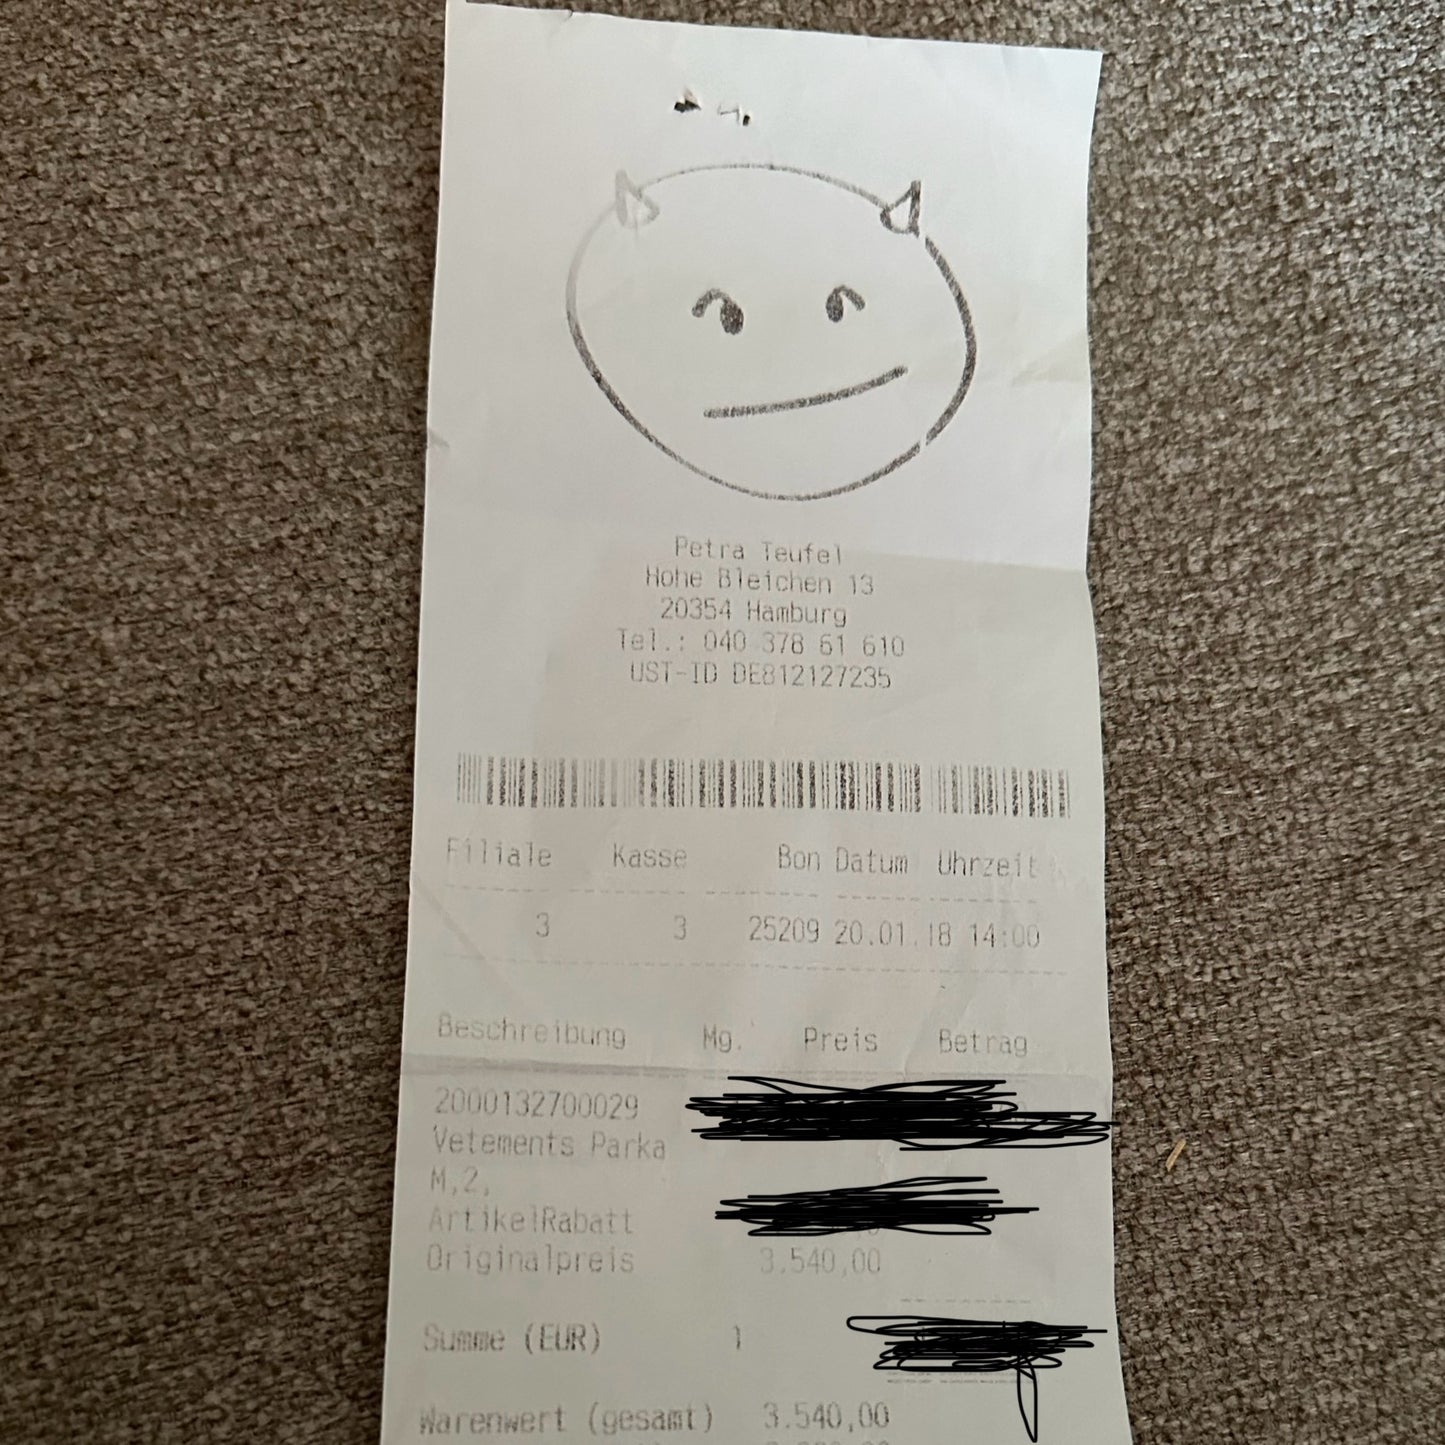 Petra Teufel
Hohe Bleichen 13
20354 Hamburg
Tel.: 040 378 61 610
UST-ID DE812127235
Filiale Kasse Bon Datum Uhrzeit
3 3 25209 20.01.18 14:00
Beschreibung Mg. Preis Betrag
2000132700029
Vetements Parka
M,2,
ArtikelRabatt
Originalpreis 3.540,00
Summe (EUR) 1
Warenwert (gesamt) 3.540,00